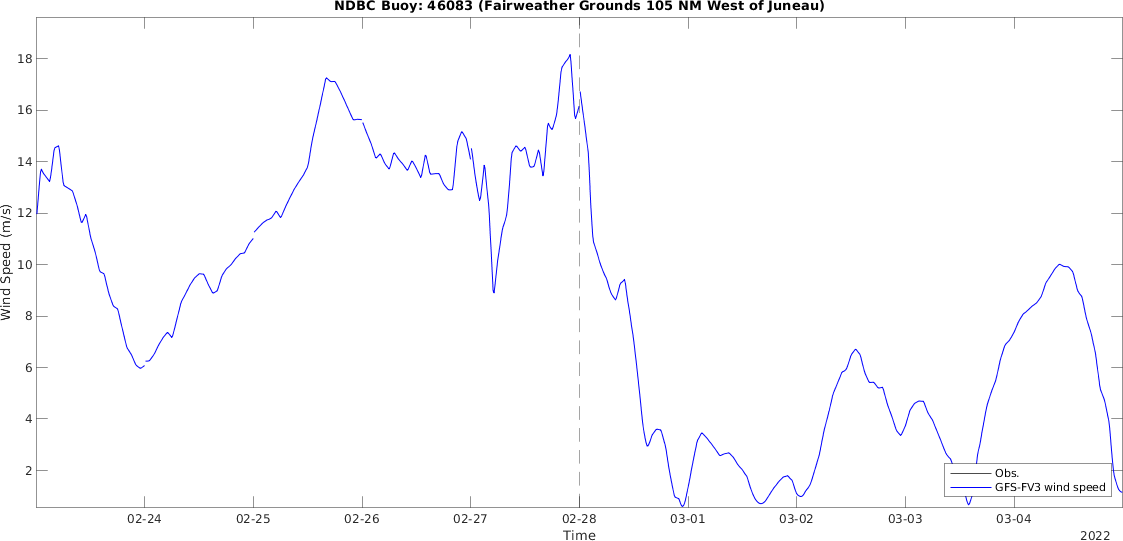 NDBC Buoy: 46083 (Fairweather Grounds 105 NM West of Juneau)
18
16
14
12
10
8
6
4
2
Wind Speed (m/s)
Obs.
GFS-FV3 wind speed
02-24 02-25 02-26 02-27 02-28 03-01 03-02 03-03 03-04
Time
2022